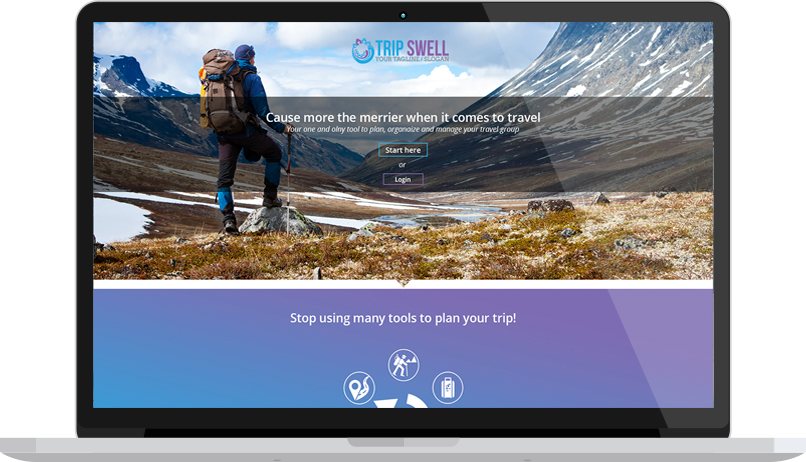 TRIP SWELL
YOUR TAGLINE / SLOGAN
Cause more the merrier when it comes to travel
Your one and olny tool to plan, organaize and manage your travel group
Start here
or
Login
Stop using many tools to plan your trip!